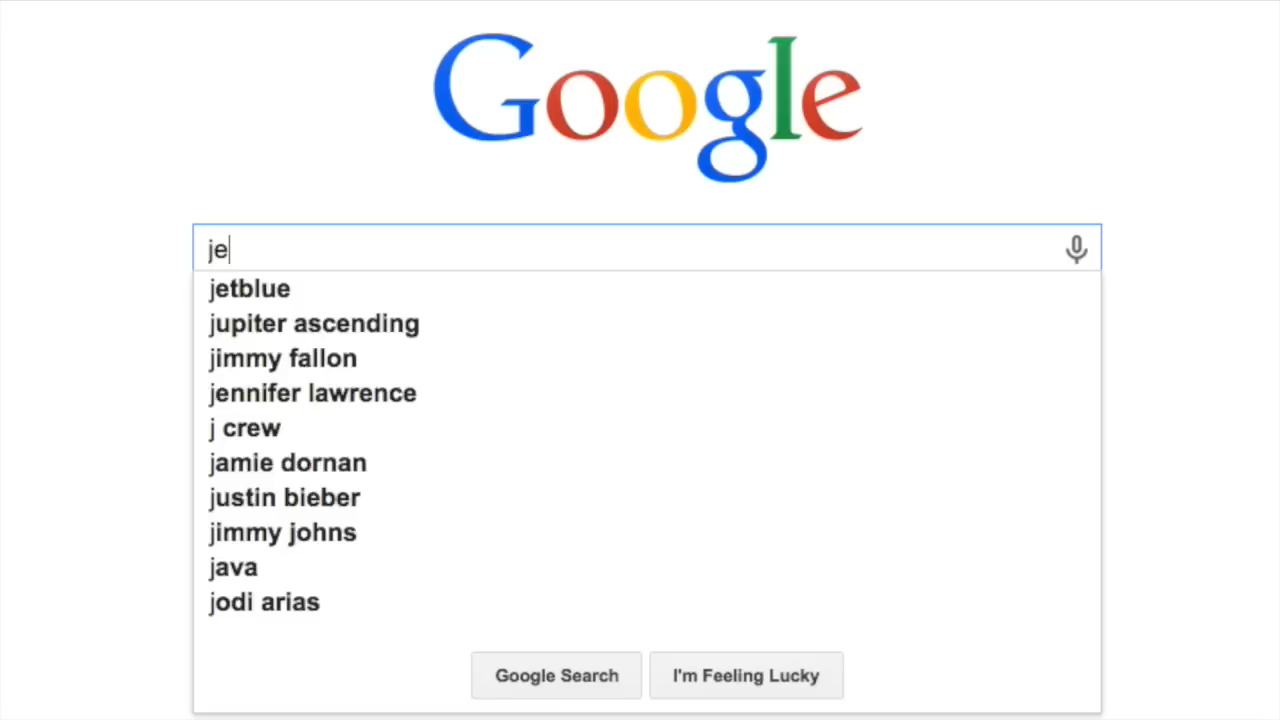 Google
je
jetblue
jupiter ascending
jimmy fallon
jennifer lawrence
j crew
jamie dornan
justin bieber
jimmy johns
java
jodi arias
Google Search
I'm Feeling Lucky